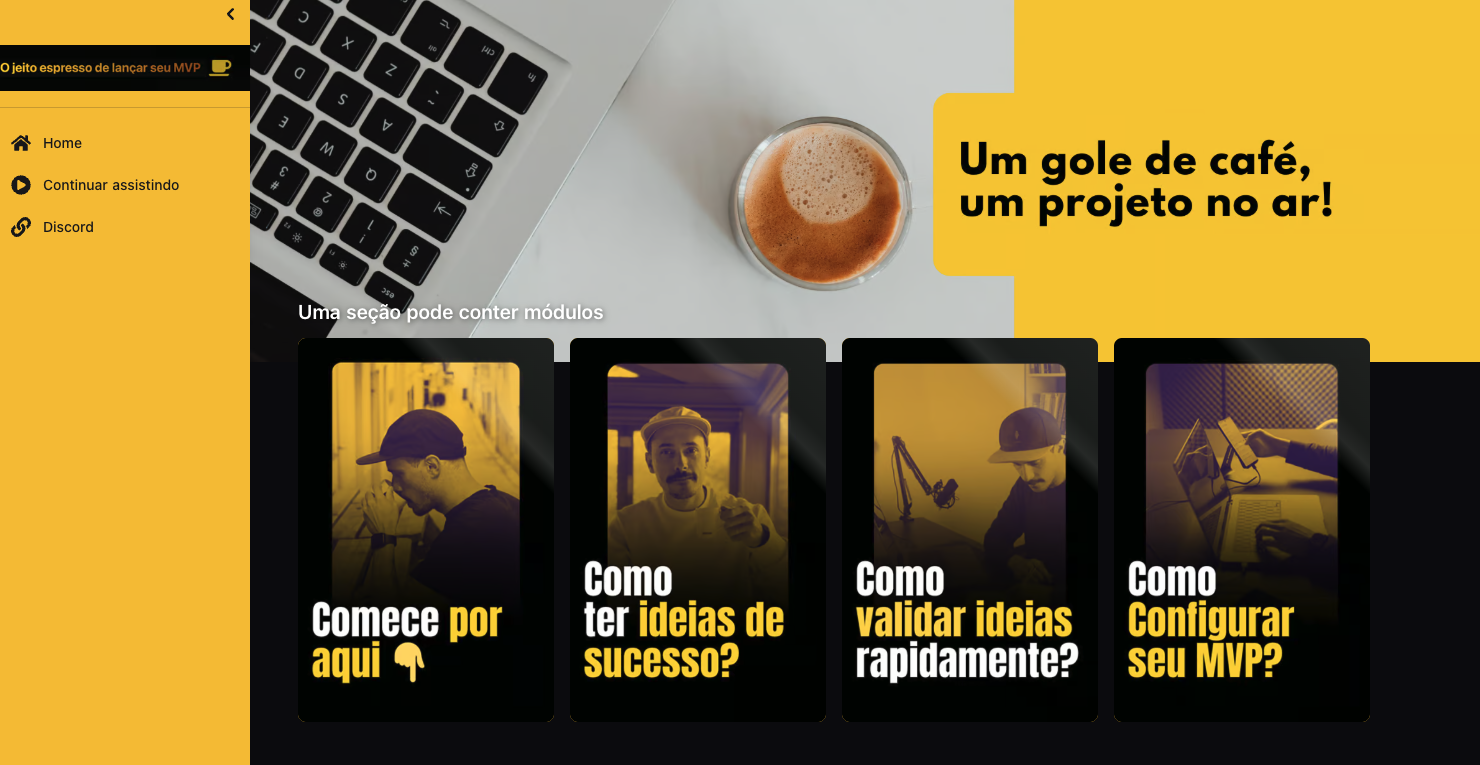 O jeito espresso de lançar seu MVP
Home
Continuar assistindo
Discord
Um gole de café,
um projeto no ar!
Uma seção pode conter módulos
Comece por
aqui 👇
Como
ter ideias de
sucesso?
Como
validar ideias
rapidamente?
Como
Configurar
seu MVP?